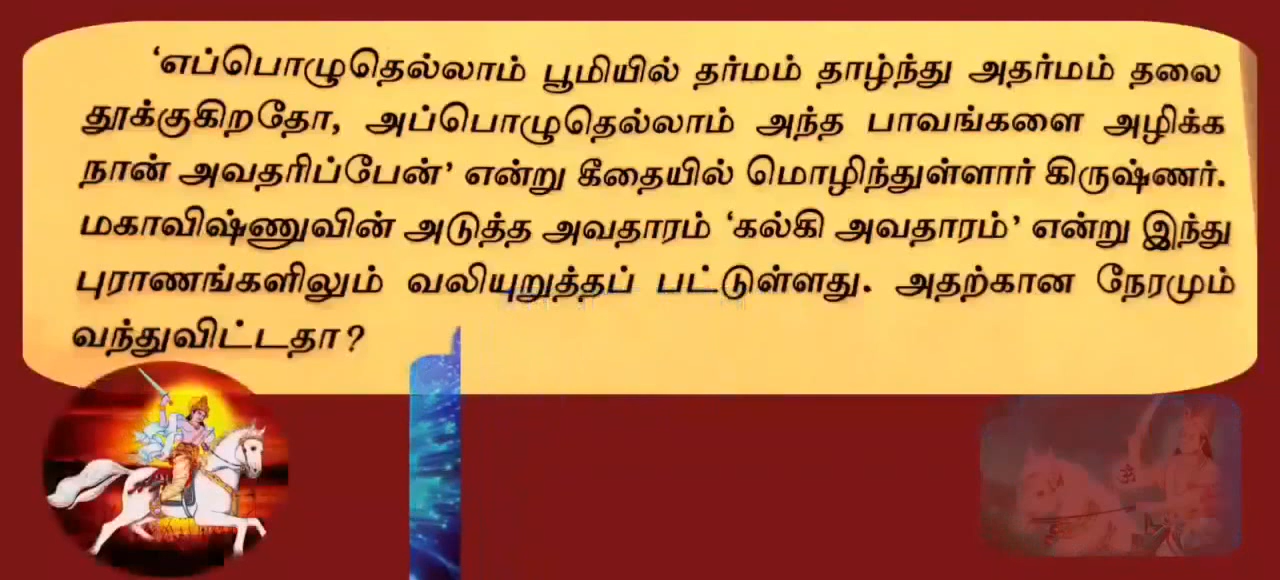 ‘எப்பொழுதெல்லாம் பூமியில் தர்மம் தாழ்ந்து அதர்மம் தலை
தூக்குகிறதோ, அப்பொழுதெல்லாம் அந்த பாவங்களை அழிக்க
நான் அவதரிப்பேன்’ என்று கீதையில் மொழிந்துள்ளார் கிருஷ்ணர்.
மகாவிஷ்ணுவின் அடுத்த அவதாரம் ‘கல்கி அவதாரம்’ என்று இந்து
புராணங்களிலும் வலியுறுத்தப் பட்டுள்ளது. அதற்கான நேரமும்
வந்துவிட்டதா?